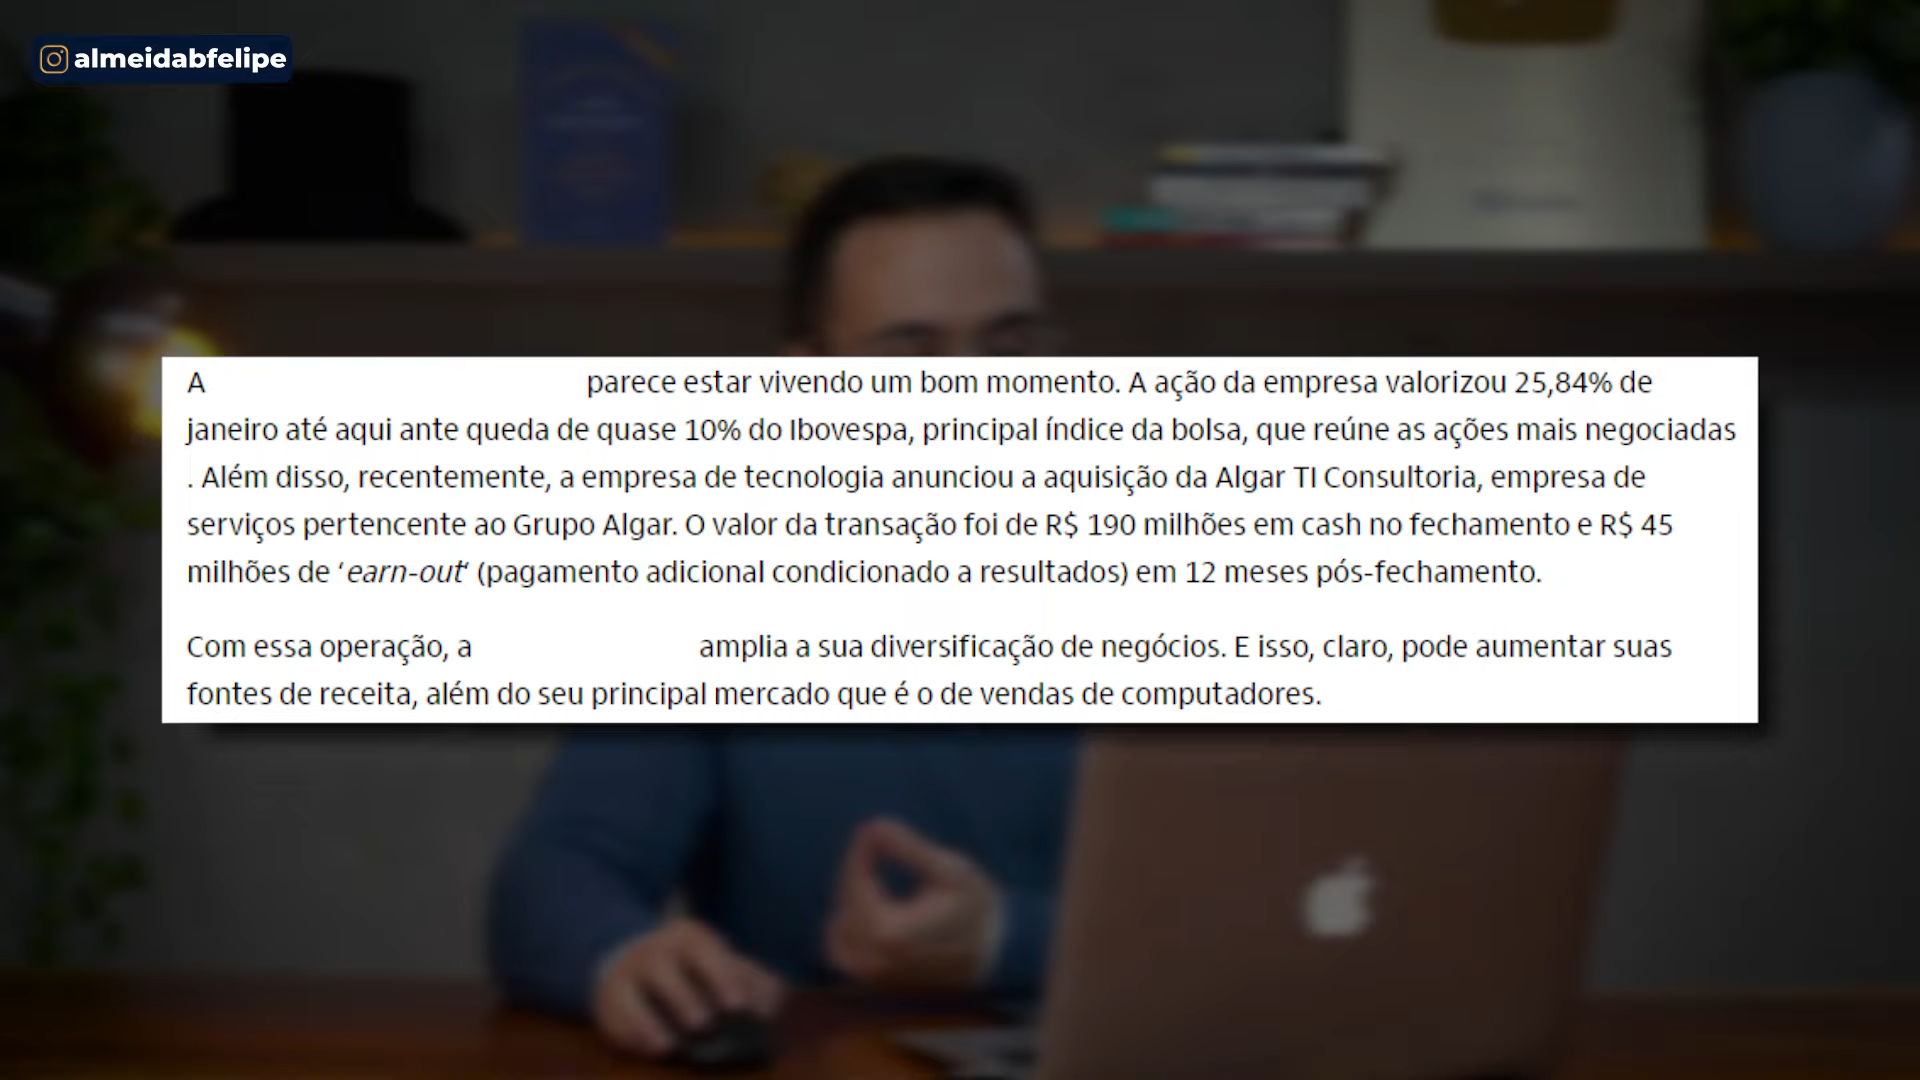 almeidabfelipe
A parece estar vivendo um bom momento. A ação da empresa valorizou 25,84% de
janeiro até aqui ante queda de quase 10% do Ibovespa, principal índice da bolsa, que reúne as ações mais negociadas
. Além disso, recentemente, a empresa de tecnologia anunciou a aquisição da Algar TI Consultoria, empresa de
serviços pertencente ao Grupo Algar. O valor da transação foi de R$ 190 milhões em cash no fechamento e R$ 45
milhões de ‘earn-out‘ (pagamento adicional condicionado a resultados) em 12 meses pós-fechamento.
Com essa operação, a amplia a sua diversificação de negócios. E isso, claro, pode aumentar suas
fontes de receita, além do seu principal mercado que é o de vendas de computadores.